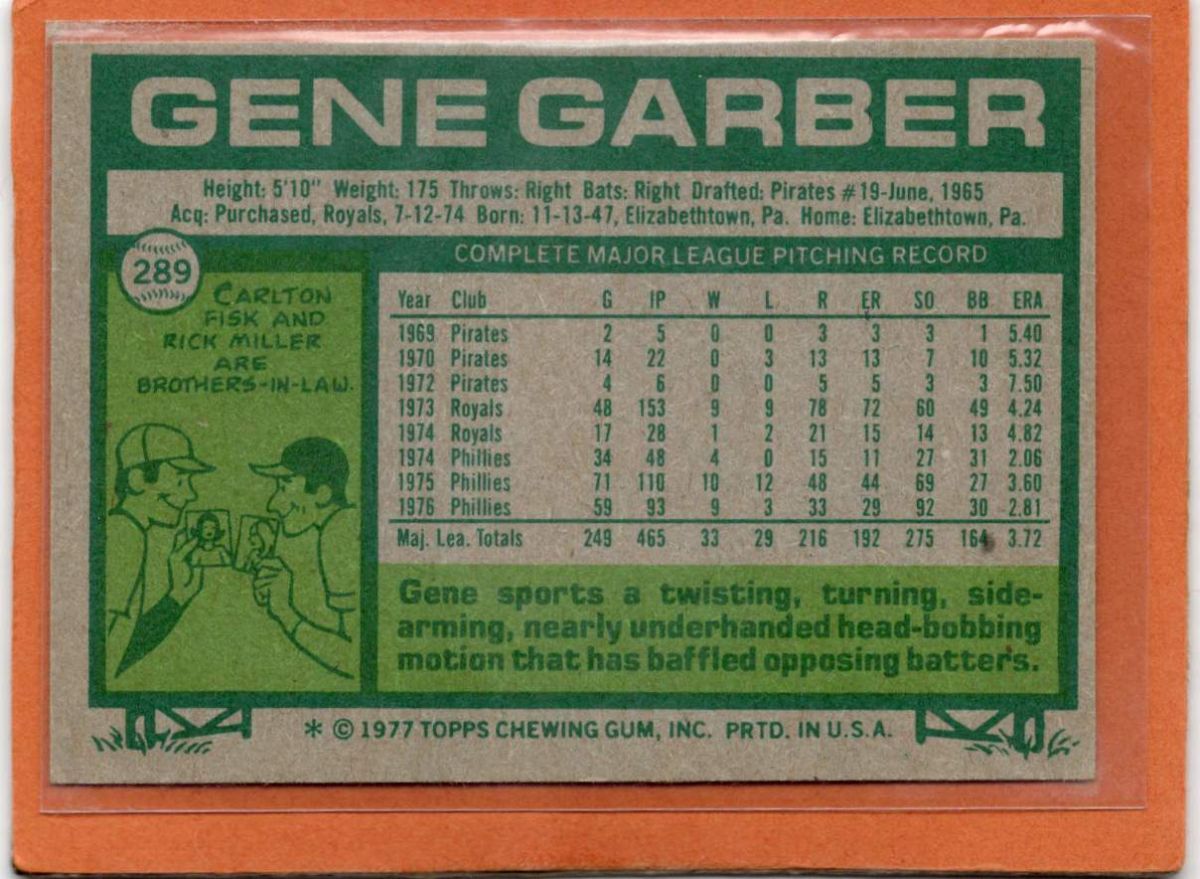 GENE GARBER
Height: 5'10" Weight: 175 Throws: Right Bats: Right Drafted: Pirates #19-June, 1965
Acq: Purchased, Royals, 7-12-74 Born: 11-13-47, Elizabethtown, Pa. Home: Elizabethtown, Pa.
289
CARLTON
FISK AND
RICK MILLER
ARE
BROTHERS-IN-LAW.
COMPLETE MAJOR LEAGUE PITCHING RECORD
Year Club G IP W L R ER SO BB ERA
1969 Pirates 2 5 0 0 3 3 3 1 5.40
1970 Pirates 14 22 0 3 13 13 7 10 5.32
1972 Pirates 4 6 0 0 5 5 3 3 7.50
1973 Royals 48 153 9 9 78 72 60 49 4.24
1974 Royals 17 28 1 2 21 15 14 13 4.82
1974 Phillies 34 48 4 0 15 11 27 31 2.06
1975 Phillies 71 110 10 12 48 44 69 27 3.60
1976 Phillies 59 93 9 3 33 29 92 30 2.81
Maj. Lea. Totals 249 465 33 29 216 192 275 164 3.72
Gene sports a twisting, turning, side-
arming, nearly underhanded head-bobbing
motion that has baffled opposing batters.
* © 1977 TOPPS CHEWING GUM, INC. PRTD. IN U.S.A.